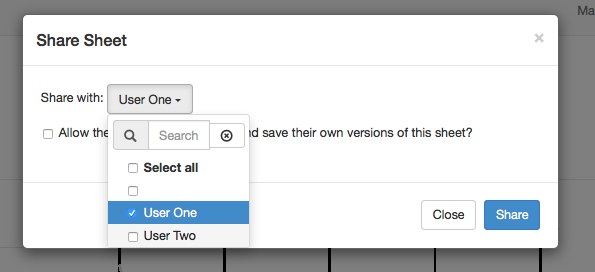 Ma
Share Sheet ×
Share with: User One
Allow the nd save their own versions of this sheet?
Search
Select all
User One
User Two
Close Share